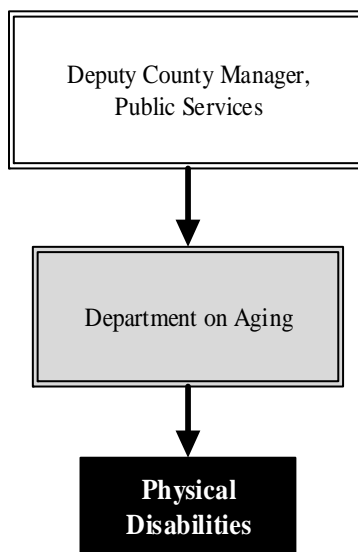 Deputy County Manager,
Public Services
Department on Aging
Physical
Disabilities